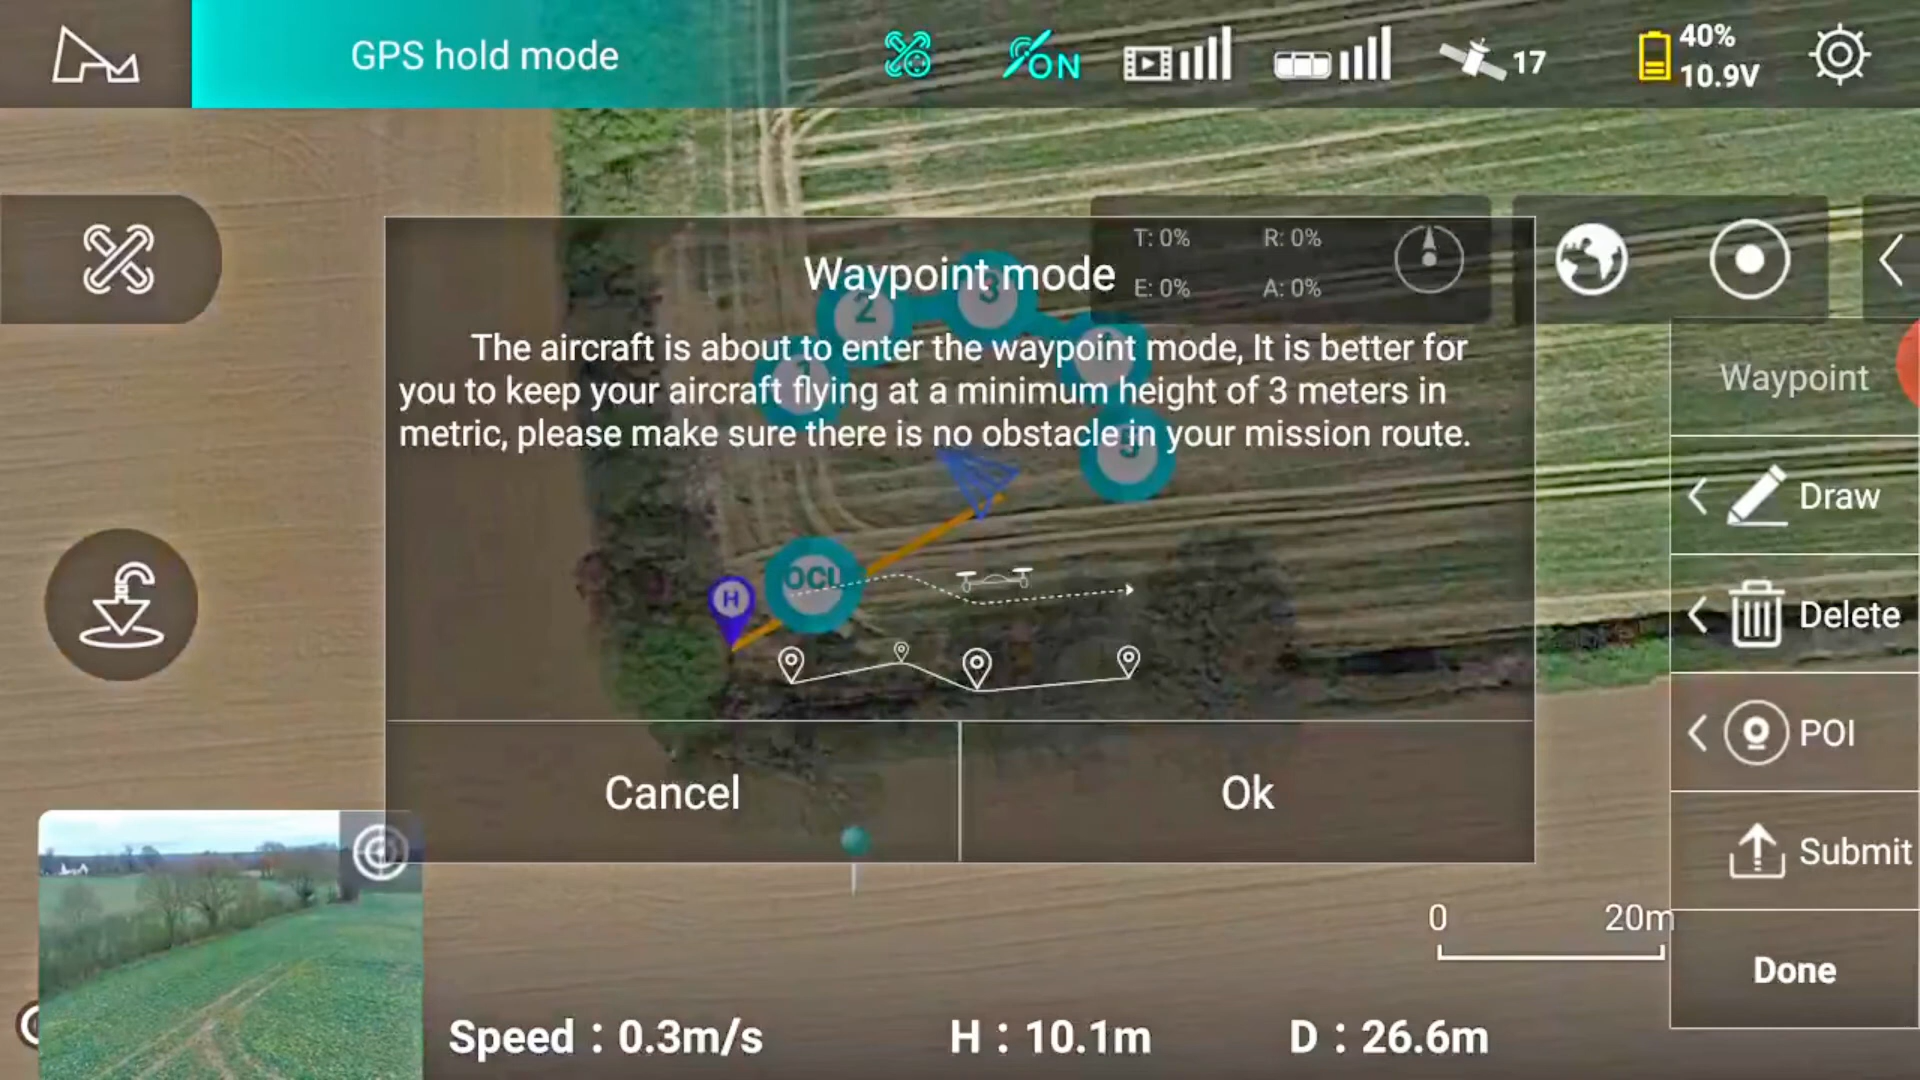 GPS hold mode
ON
17
40%
10.9V
T: 0%
R: 0%
E: 0%
A: 0%
Waypoint mode
The aircraft is about to enter the waypoint mode, It is better for
you to keep your aircraft flying at a minimum height of 3 meters in
metric, please make sure there is no obstacle in your mission route.
2
3
H
Cancel
Ok
Waypoint
Draw
Delete
POI
Submit
Done
0
20m
Speed : 0.3m/s
H : 10.1m
D : 26.6m